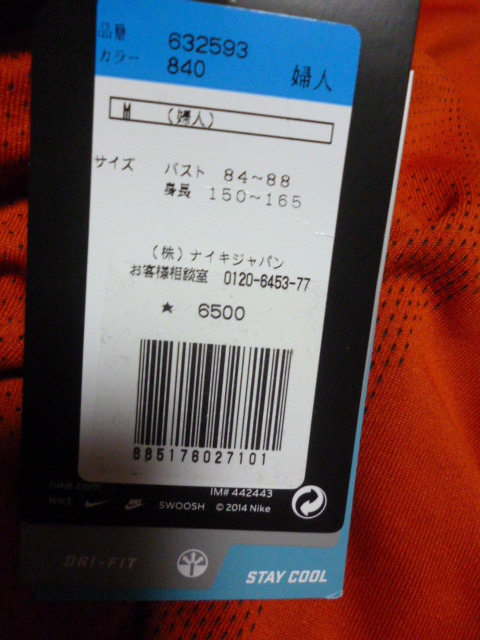 品番 632593
カラー 840 婦人
M (婦人)
サイズ バスト 84～88
身長 150～165
(株)ナイキジャパン
お客様相談室 0120-6453-77
★ 6500
885178027101
nike.com IM# 442443
NIKE SWOOSH © 2014 Nike
DRI-FIT STAY COOL